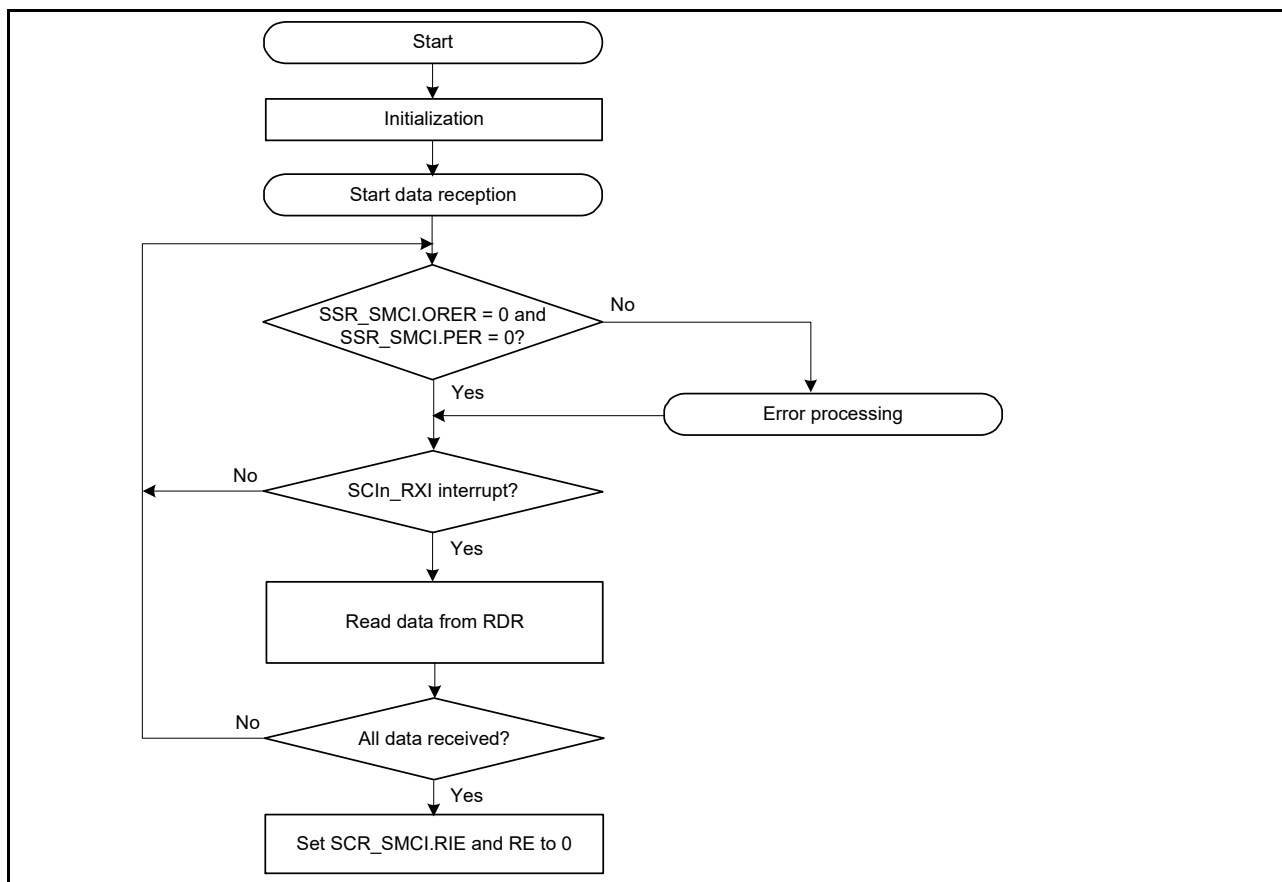 Start
Initialization
Start data reception
SSR_SMCI.ORER = 0 and
SSR_SMCI.PER = 0?
No
Yes
Error processing
No
SCIn_RXI interrupt?
Yes
Read data from RDR
No
All data received?
Yes
Set SCR_SMCI.RIE and RE to 0